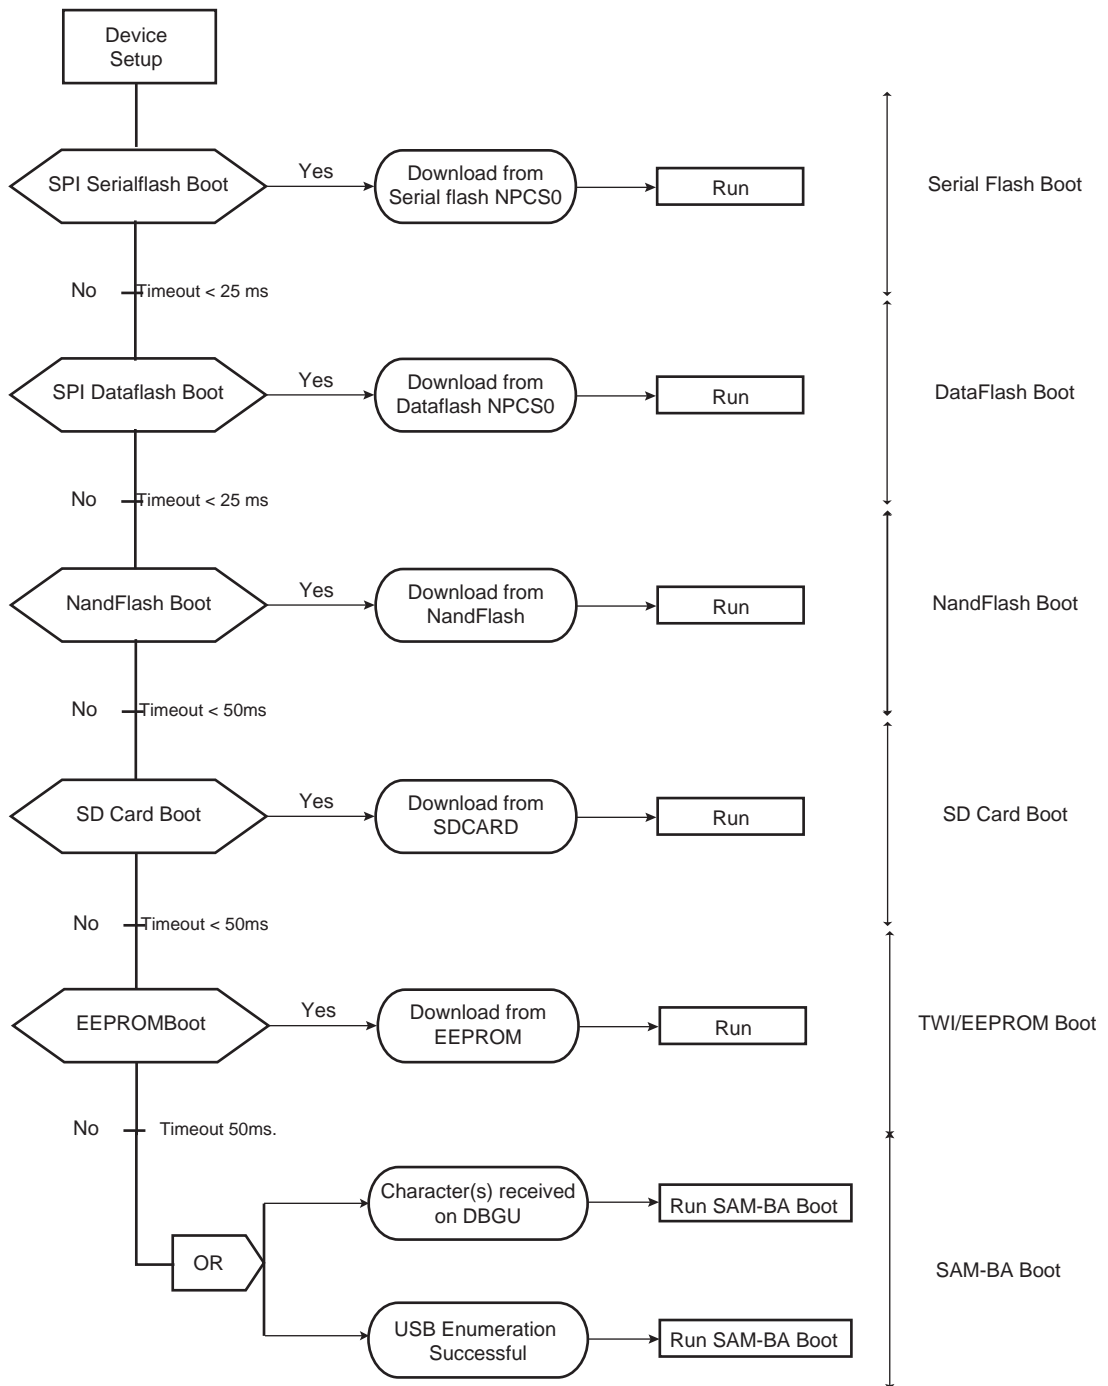 Device
Setup
SPI Serialflash Boot
Yes
Download from
Serial flash NPCS0
Run
Serial Flash Boot
No
Timeout < 25 ms
SPI Dataflash Boot
Yes
Download from
Dataflash NPCS0
Run
DataFlash Boot
No
Timeout < 25 ms
NandFlash Boot
Yes
Download from
NandFlash
Run
NandFlash Boot
No
Timeout < 50ms
SD Card Boot
Yes
Download from
SDCARD
Run
SD Card Boot
No
Timeout < 50ms
EEPROMBoot
Yes
Download from
EEPROM
Run
TWI/EEPROM Boot
No
Timeout 50ms.
Character(s) received
on DBGU
Run SAM-BA Boot
OR
SAM-BA Boot
USB Enumeration
Successful
Run SAM-BA Boot